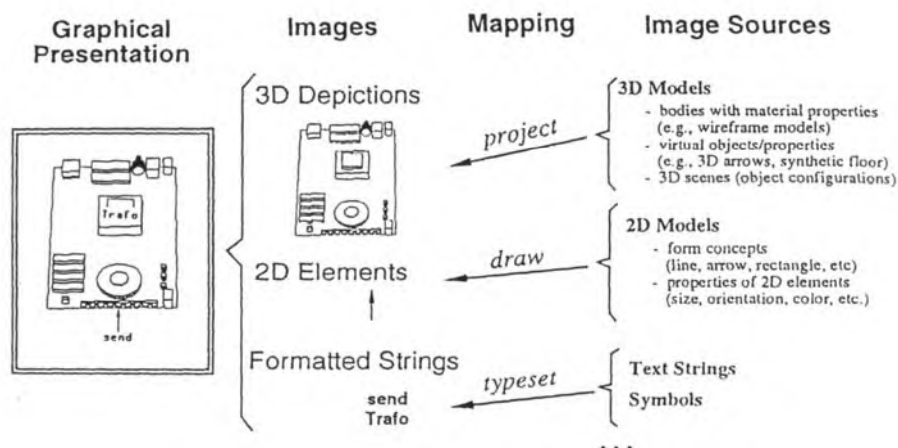 Graphical
Presentation
Images
Mapping
Image Sources
Trafo
send
3D Depictions
2D Elements
Formatted Strings
send
Trafo
project
draw
typeset
3D Models
- bodies with material properties
(e.g., wireframe models)
- virtual objects/properties
(e.g., 3D arrows, synthetic floor)
- 3D scenes (object configurations)
2D Models
- form concepts
(line, arrow, rectangle, etc)
- properties of 2D elements
(size, orientation, color, etc.)
Text Strings
Symbols
...